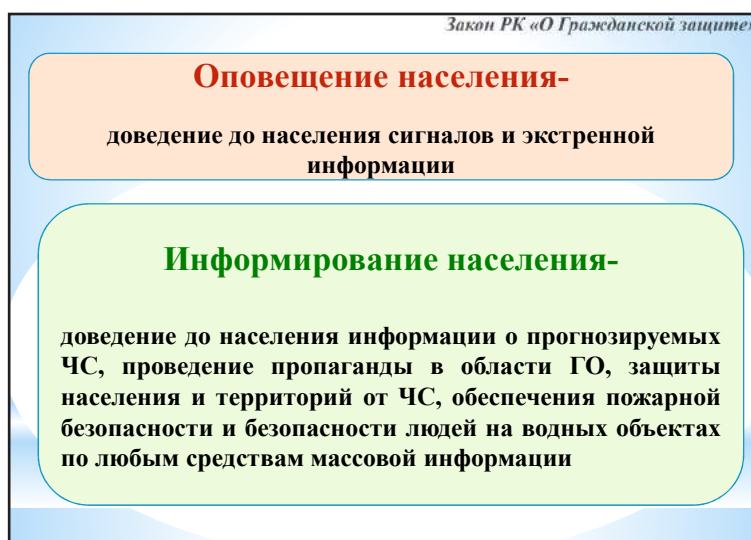 Закон РК «О Гражданской защите»
Оповещение населения-
доведение до населения сигналов и экстренной
информации
Информирование населения-
доведение до населения информации о прогнозируемых
ЧС, проведение пропаганды в области ГО, защиты
населения и территорий от ЧС, обеспечения пожарной
безопасности и безопасности людей на водных объектах
по любым средствам массовой информации